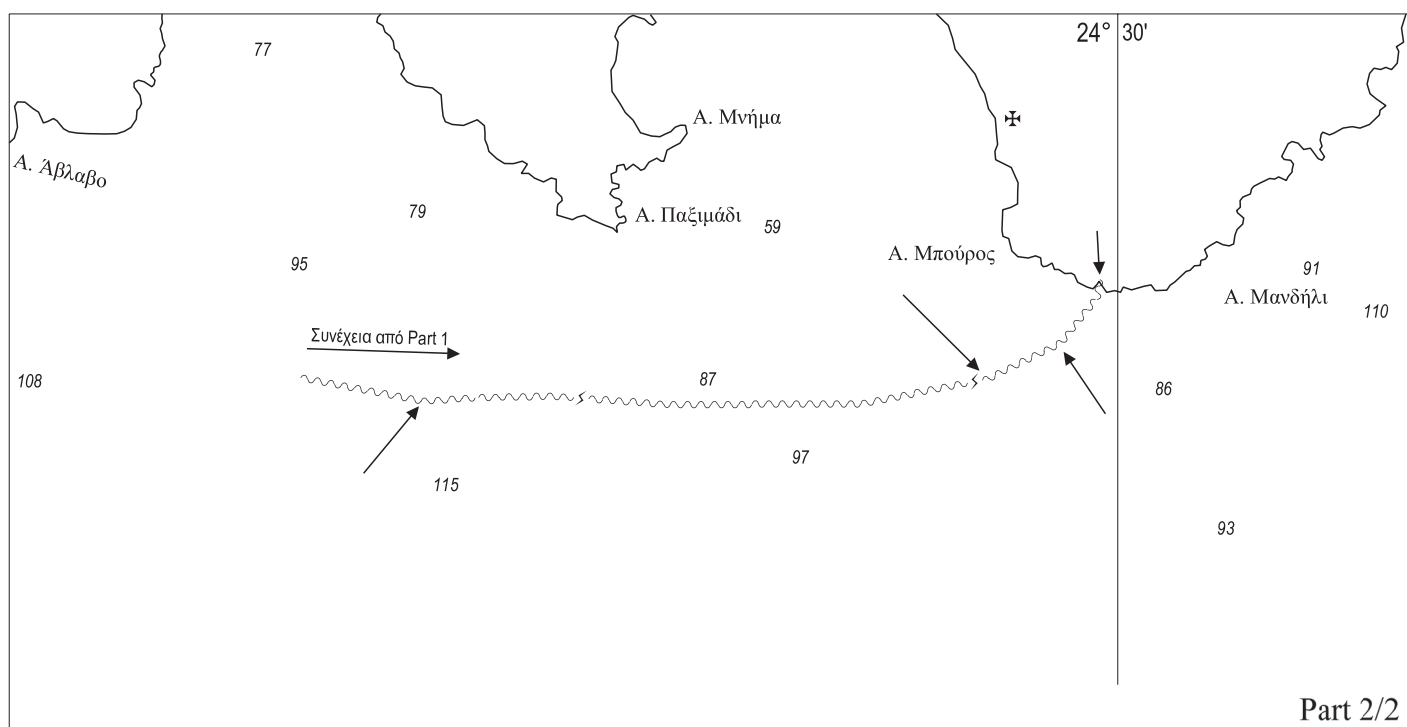 24° 30'
77
Α. Μνήμα
Α. Άβλαβο
79
Α. Παξιμάδι
59
Α. Μπούρος
95
91
Α. Μανδήλι
110
Συνέχεια από Part 1
108
87
86
97
115
93
Part 2/2